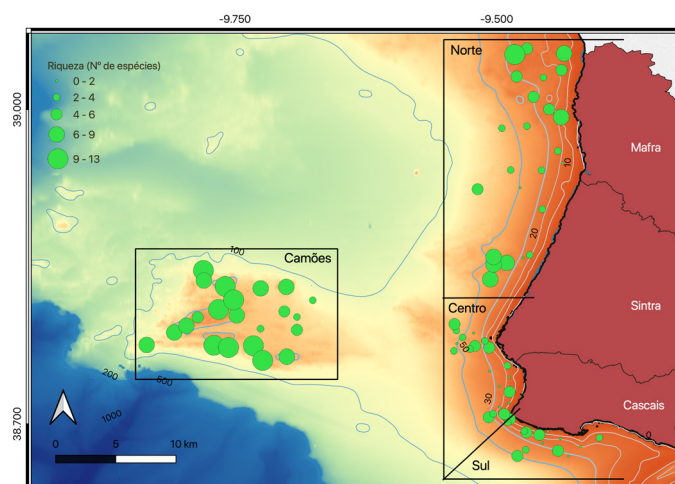 -9.750
-9.500
39.000
38.700
Riqueza (Nº de espécies)
0 - 2
2 - 4
4 - 6
6 - 9
9 - 13
Norte
Mafra
10
20
100
Camões
Centro
Sintra
50
30
200
500
1000
Cascais
0
Sul
0 5 10 km